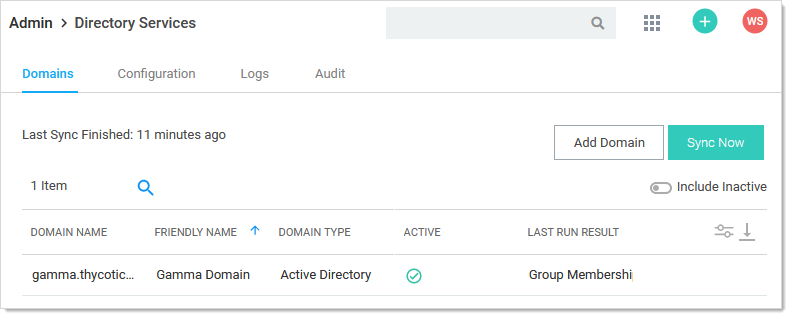 Admin > Directory Services
WS
Domains Configuration Logs Audit
Last Sync Finished: 11 minutes ago
Add Domain Sync Now
1 Item
Include Inactive
DOMAIN NAME FRIENDLY NAME DOMAIN TYPE ACTIVE LAST RUN RESULT
gamma.thycotic... Gamma Domain Active Directory Group Membership